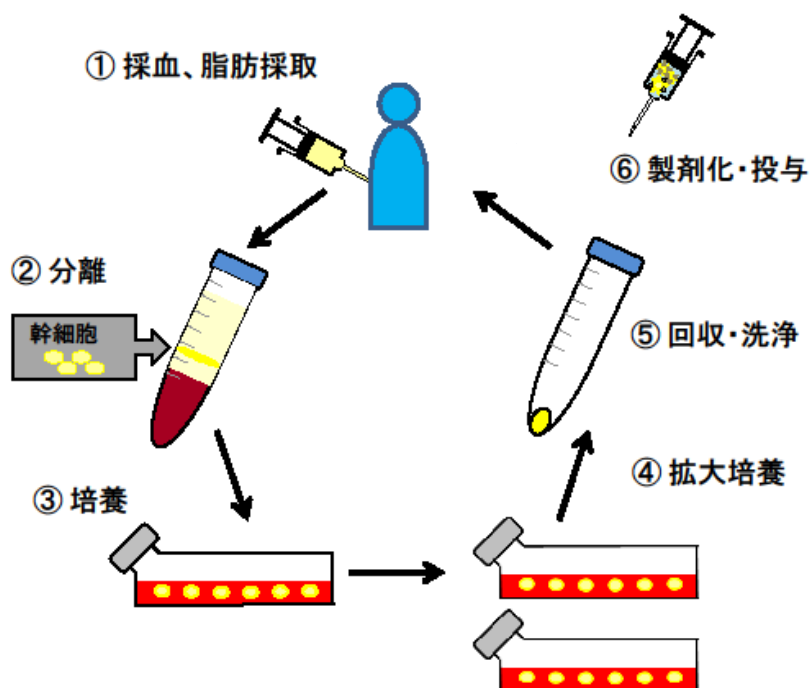 ① 採血、脂肪採取
② 分離
幹細胞
③ 培養
④ 拡大培養
⑤ 回収・洗浄
⑥ 製剤化・投与